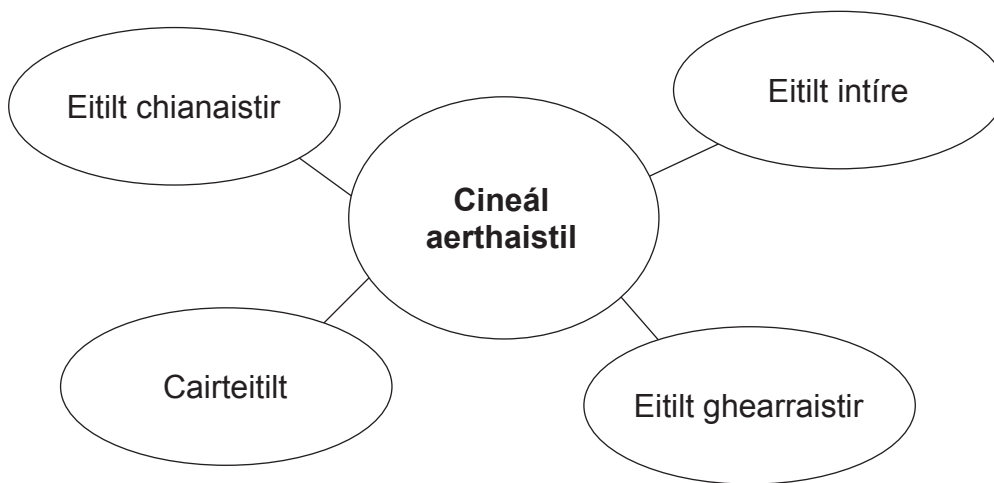 Eitilt chianaistir
Eitilt intíre
Cineál
aerthaistil
Cairteitilt
Eitilt ghearraistir